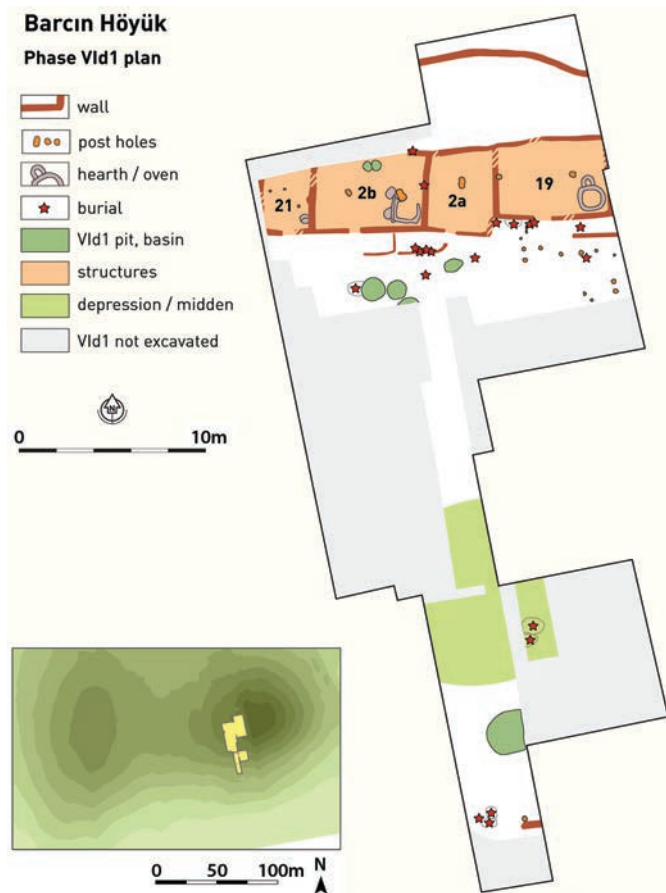 Barcın Höyük
Phase VId1 plan
wall
post holes
hearth / oven
burial
VId1 pit, basin
structures
depression / midden
VId1 not excavated
N
0 10m
21
2b
2a
19
0 50 100m
N